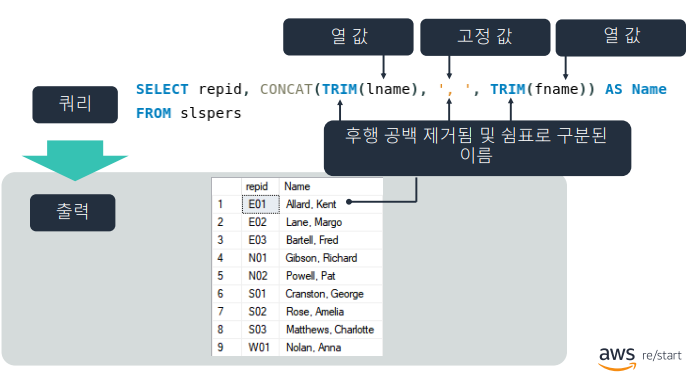 열 값
고정 값
열 값
쿼리
SELECT repid, CONCAT(TRIM(lname), ', ', TRIM(fname)) AS Name
FROM slspers
후행 공백 제거됨 및 쉼표로 구분된
이름
출력
repid Name
1 E01 Allard, Kent
2 E02 Lane, Margo
3 E03 Bartell, Fred
4 N01 Gibson, Richard
5 N02 Powell, Pat
6 S01 Cranston, George
7 S02 Rose, Amelia
8 S03 Matthews, Charlotte
9 W01 Nolan, Anna
aws re/start